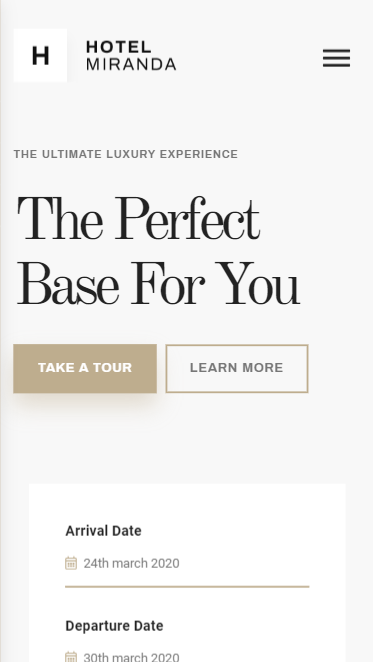 H
HOTEL
MIRANDA
THE ULTIMATE LUXURY EXPERIENCE
The Perfect
Base For You
TAKE A TOUR
LEARN MORE
Arrival Date
24th march 2020
Departure Date
30th march 2020